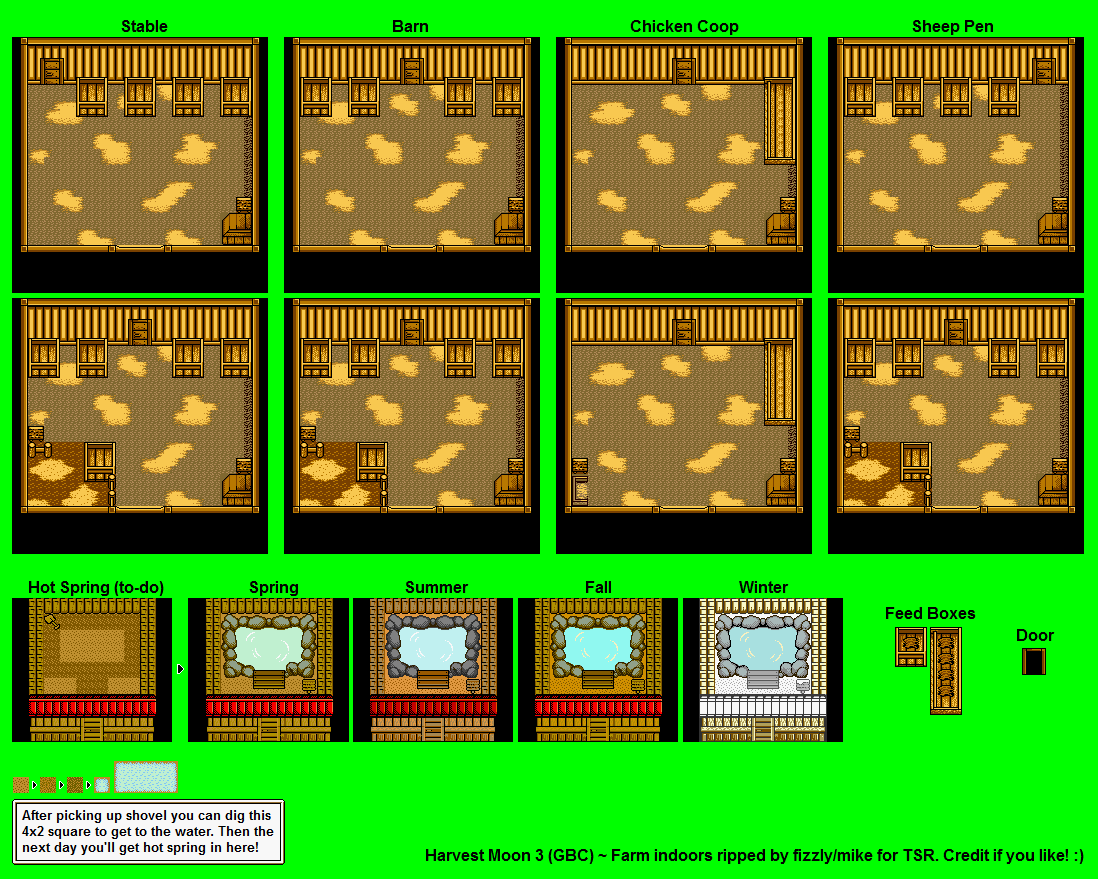 Stable
Barn
Chicken Coop
Sheep Pen
Hot Spring (to-do)
Spring
Summer
Fall
Winter
Feed Boxes
Door
After picking up shovel you can dig this
4x2 square to get to the water. Then the
next day you'll get hot spring in here!
Harvest Moon 3 (GBC) ~ Farm indoors ripped by fizzly/mike for TSR. Credit if you like! :)